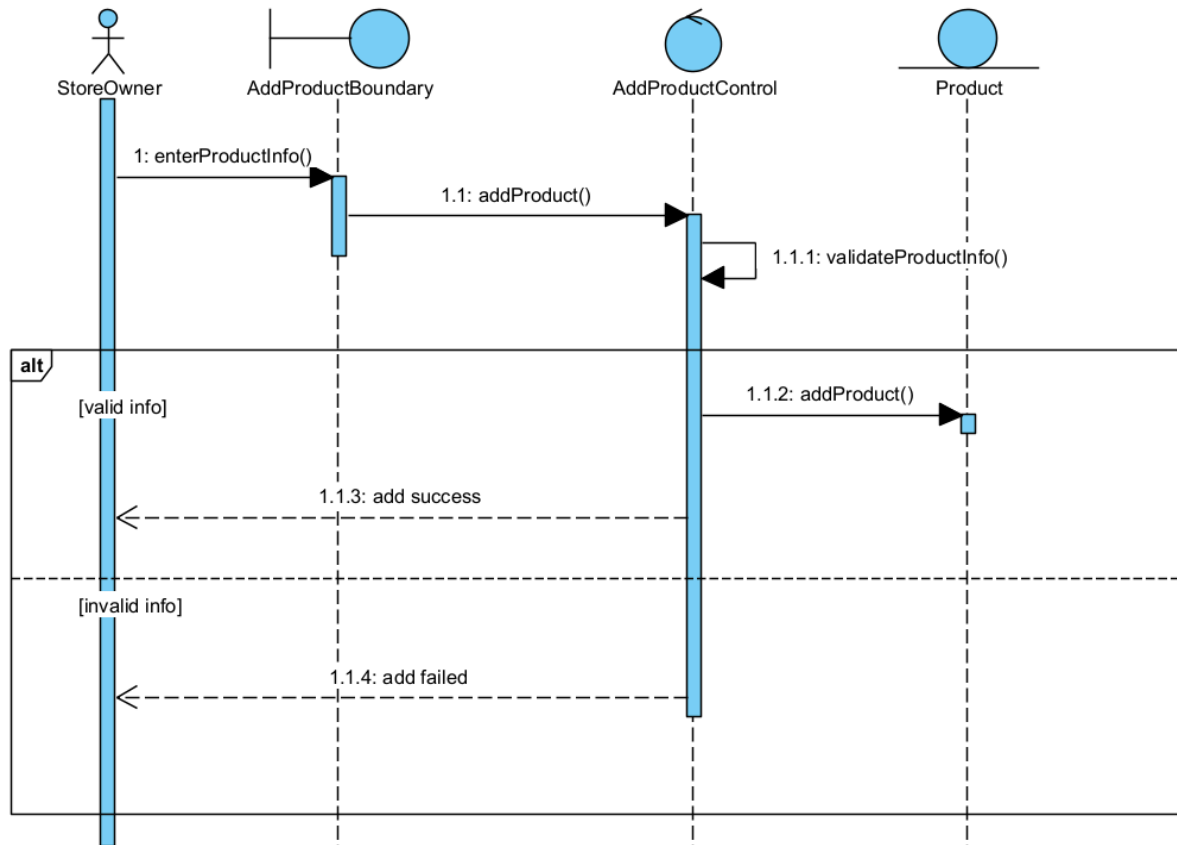 StoreOwner
AddProductBoundary
AddProductControl
Product
1: enterProductInfo()
1.1: addProduct()
1.1.1: validateProductInfo()
alt
[valid info]
1.1.2: addProduct()
1.1.3: add success
[invalid info]
1.1.4: add failed